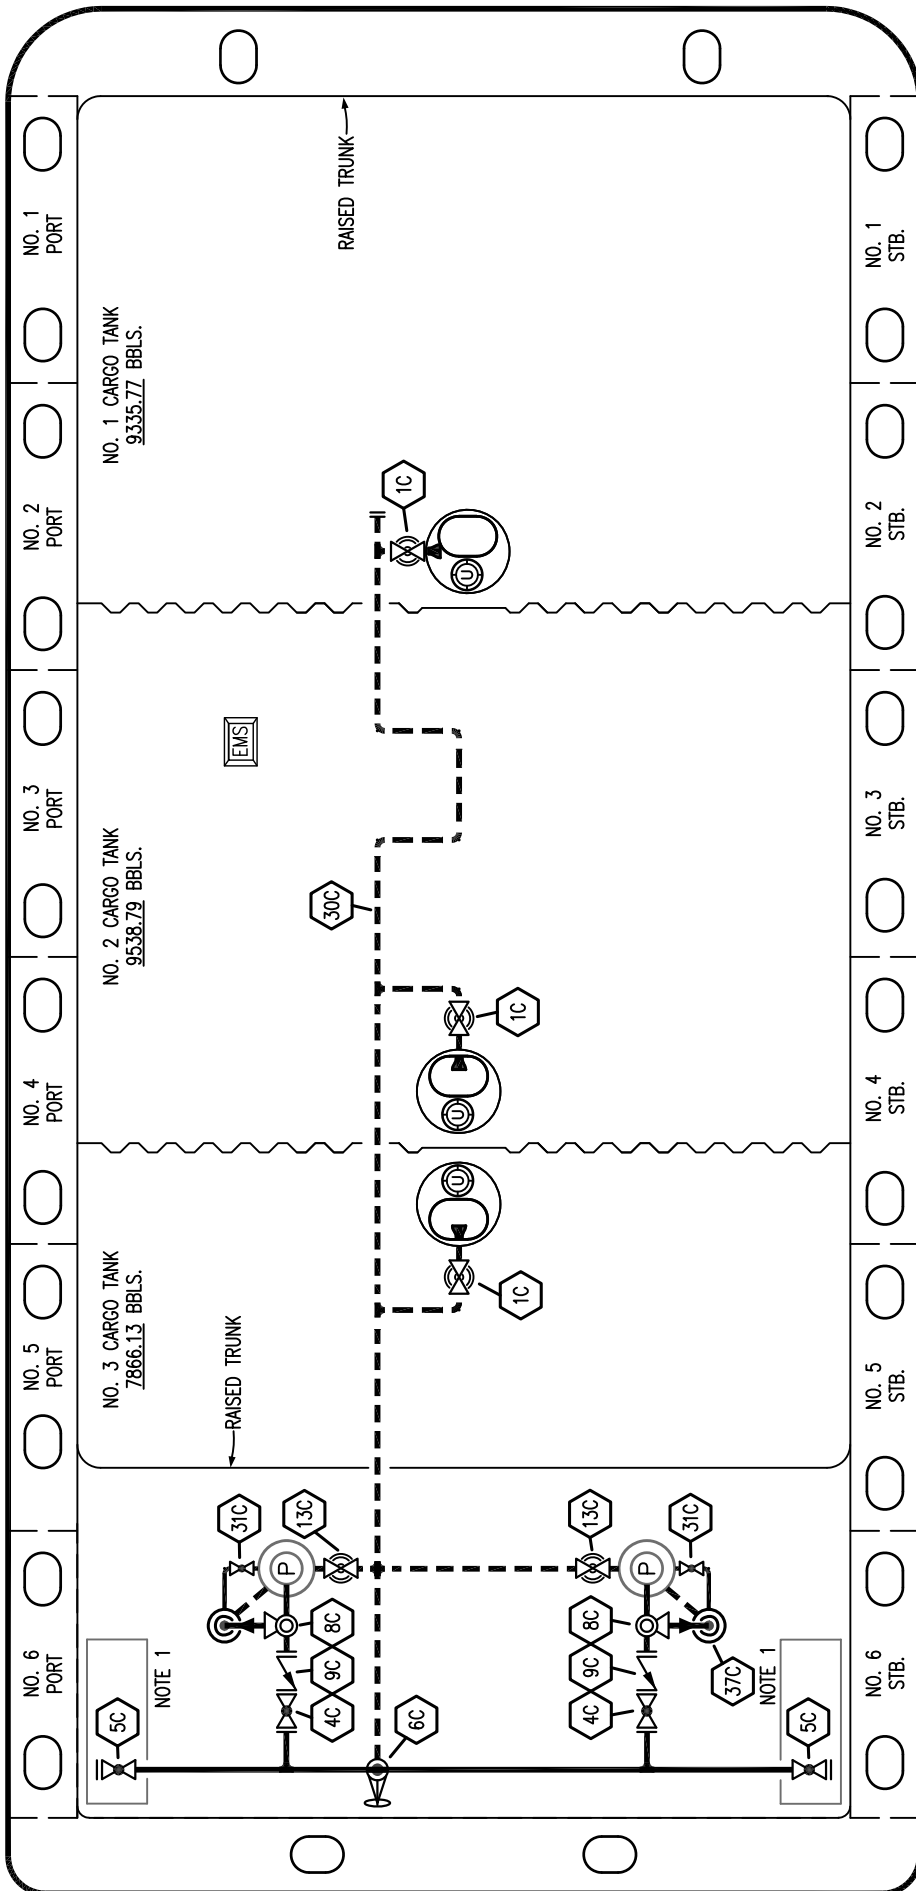 NO. 1
PORT
NO. 2
PORT
NO. 3
PORT
NO. 4
PORT
NO. 5
PORT
NO. 6
PORT
RAISED TRUNK
NO. 1 CARGO TANK
9335.77 BBLS.
1C
U
EMS
NO. 2 CARGO TANK
9538.79 BBLS.
30C
1C
U
U
1C
NO. 3 CARGO TANK
7866.13 BBLS.
RAISED TRUNK
31C
13C
P
8C
9C
4C
NOTE 1
5C
6C
13C
31C
P
8C
9C
4C
37C
NOTE 1
5C
NO. 1
STB.
NO. 2
STB.
NO. 3
STB.
NO. 4
STB.
NO. 5
STB.
NO. 6
STB.